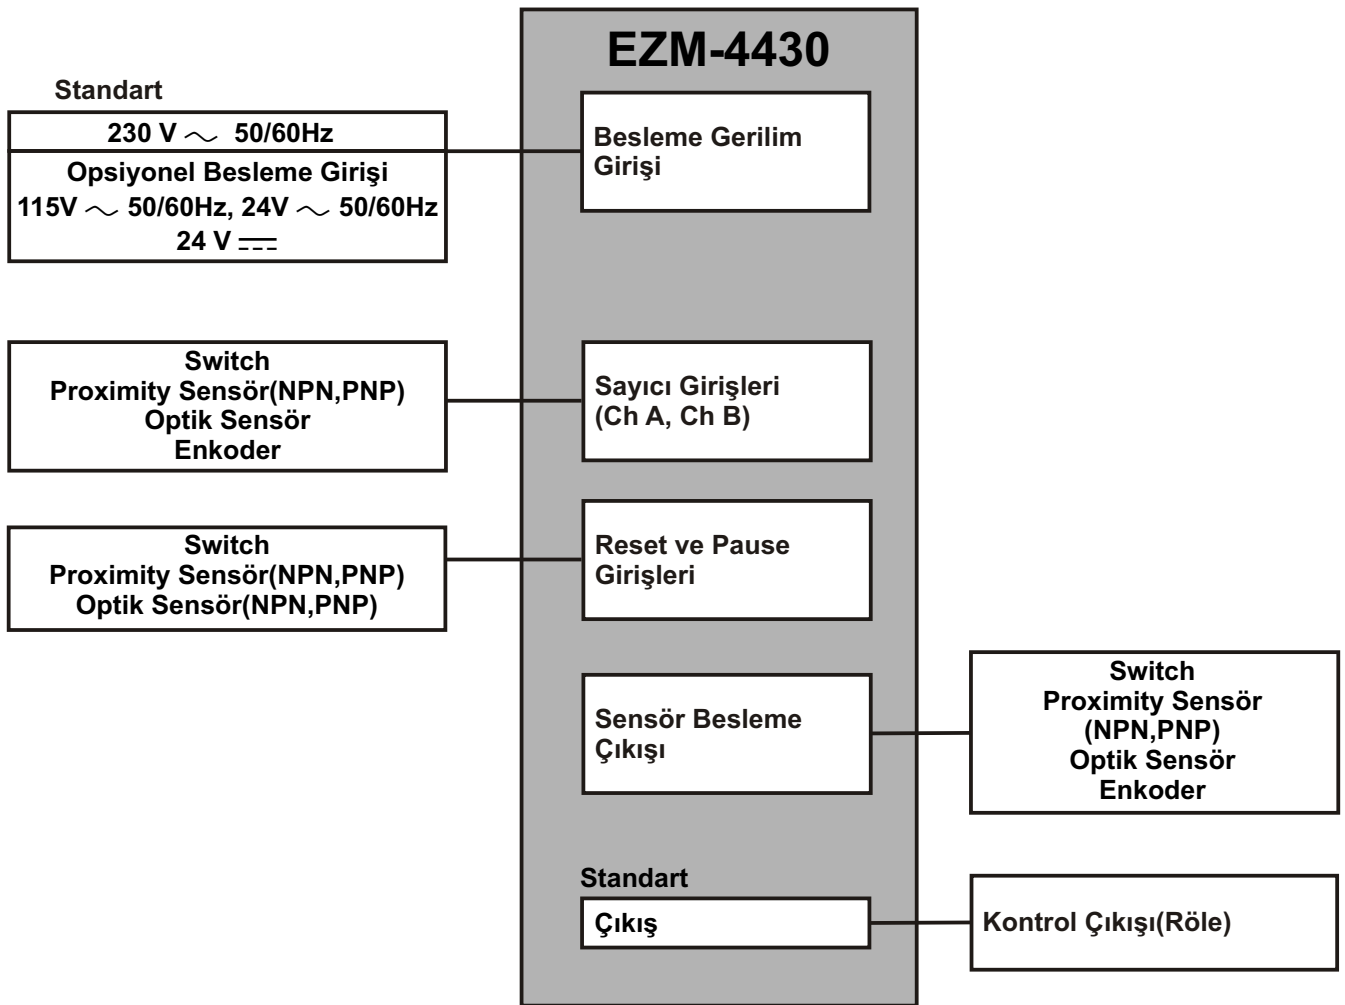 EZM-4430
Standart
230 V ~ 50/60Hz
Opsiyonel Besleme Girişi
115V ~ 50/60Hz, 24V ~ 50/60Hz
24 V ⎓
Besleme Gerilim
Girişi
Switch
Proximity Sensör(NPN,PNP)
Optik Sensör
Enkoder
Sayıcı Girişleri
(Ch A, Ch B)
Switch
Proximity Sensör(NPN,PNP)
Optik Sensör(NPN,PNP)
Reset ve Pause
Girişleri
Sensör Besleme
Çıkışı
Switch
Proximity Sensör
(NPN,PNP)
Optik Sensör
Enkoder
Standart
Çıkış
Kontrol Çıkışı(Röle)